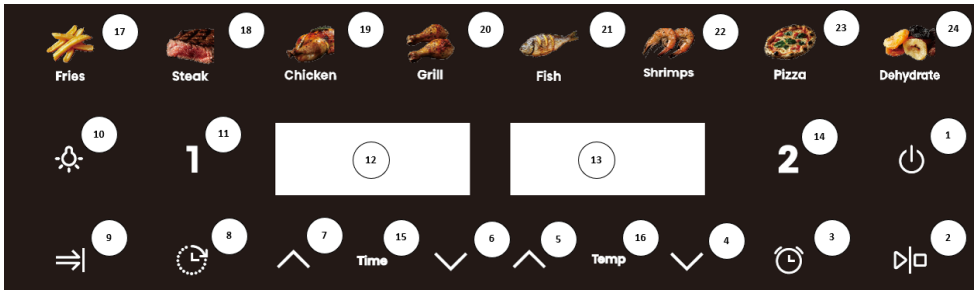 17 18 19 20 21 22 23 24
Fries Steak Chicken Grill Fish Shrimps Pizza Dehydrate
10 11 12 13 14 1
1 2
9 8 7 15 6 5 16 4 3 2
Time Temp